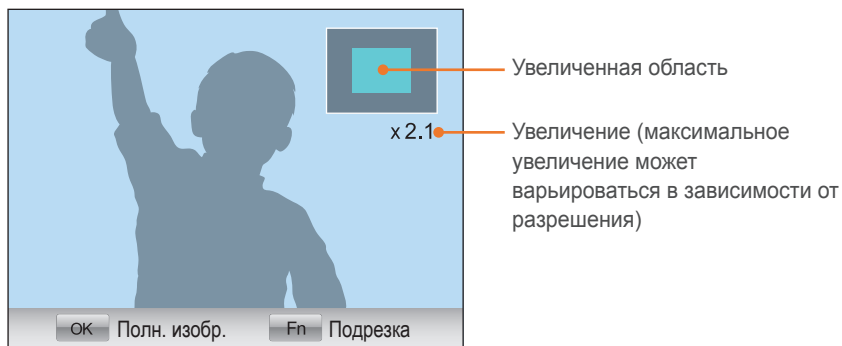 Увеличенная область
x 2.1
Увеличение (максимальное
увеличение может
варьироваться в зависимости от
разрешения)
OK Полн. изобр. Fn Подрезка